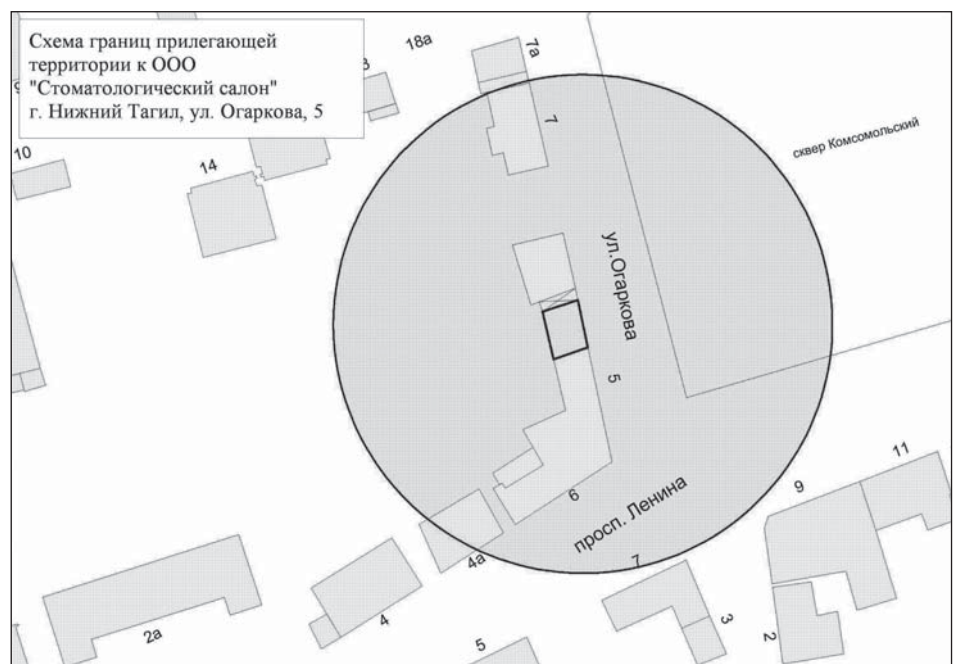 Схема границ прилегающей
территории к ООО
"Стоматологический салон"
г. Нижний Тагил, ул. Огаркова, 5
18а
7а
7
сквер Комсомольский
10
14
ул.Огаркова
5
6
просп. Ленина
7
9
11
4а
4
2а
5
3
2